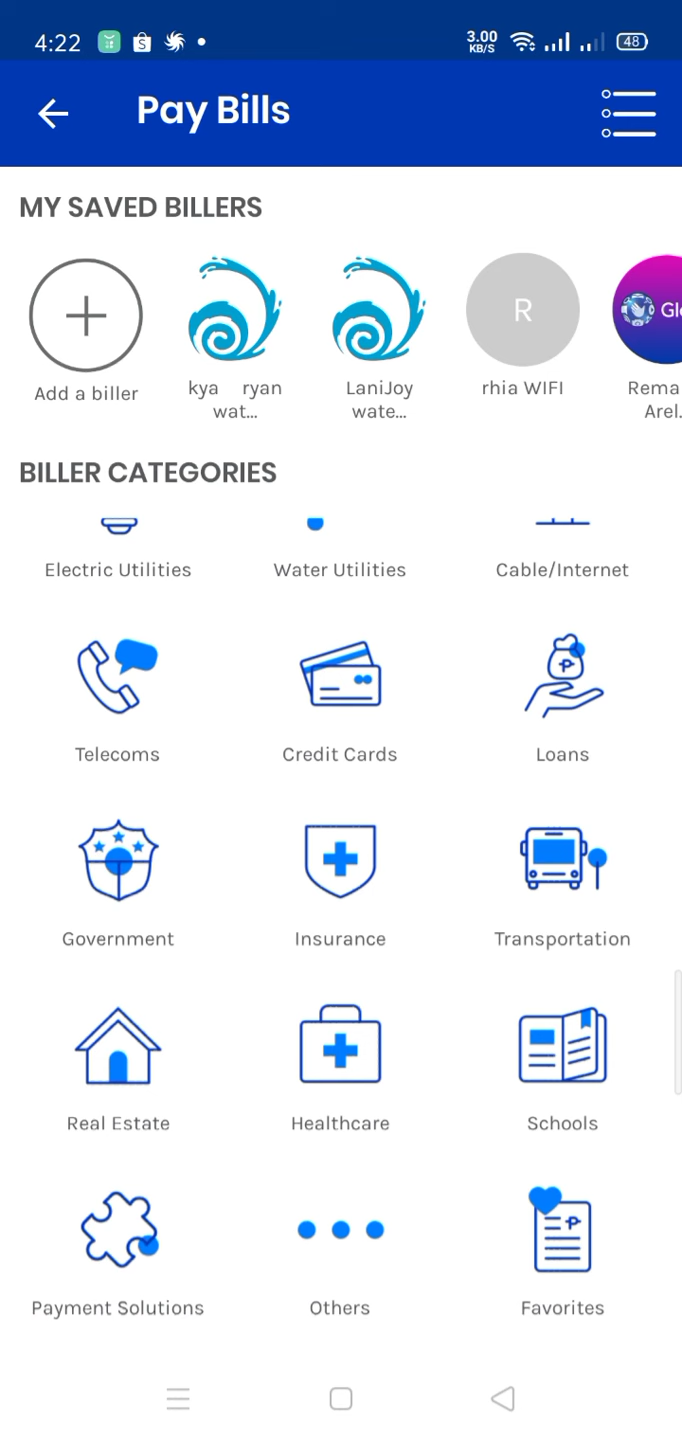 4:22
3.00
KB/S
48
Pay Bills
MY SAVED BILLERS
R
Gl
Add a biller
kya ryan
wat...
LaniJoy
wate...
rhia WIFI
Rema
Arel.
BILLER CATEGORIES
Electric Utilities
Water Utilities
Cable/Internet
Telecoms
Credit Cards
Loans
Government
Insurance
Transportation
Real Estate
Healthcare
Schools
Payment Solutions
Others
Favorites